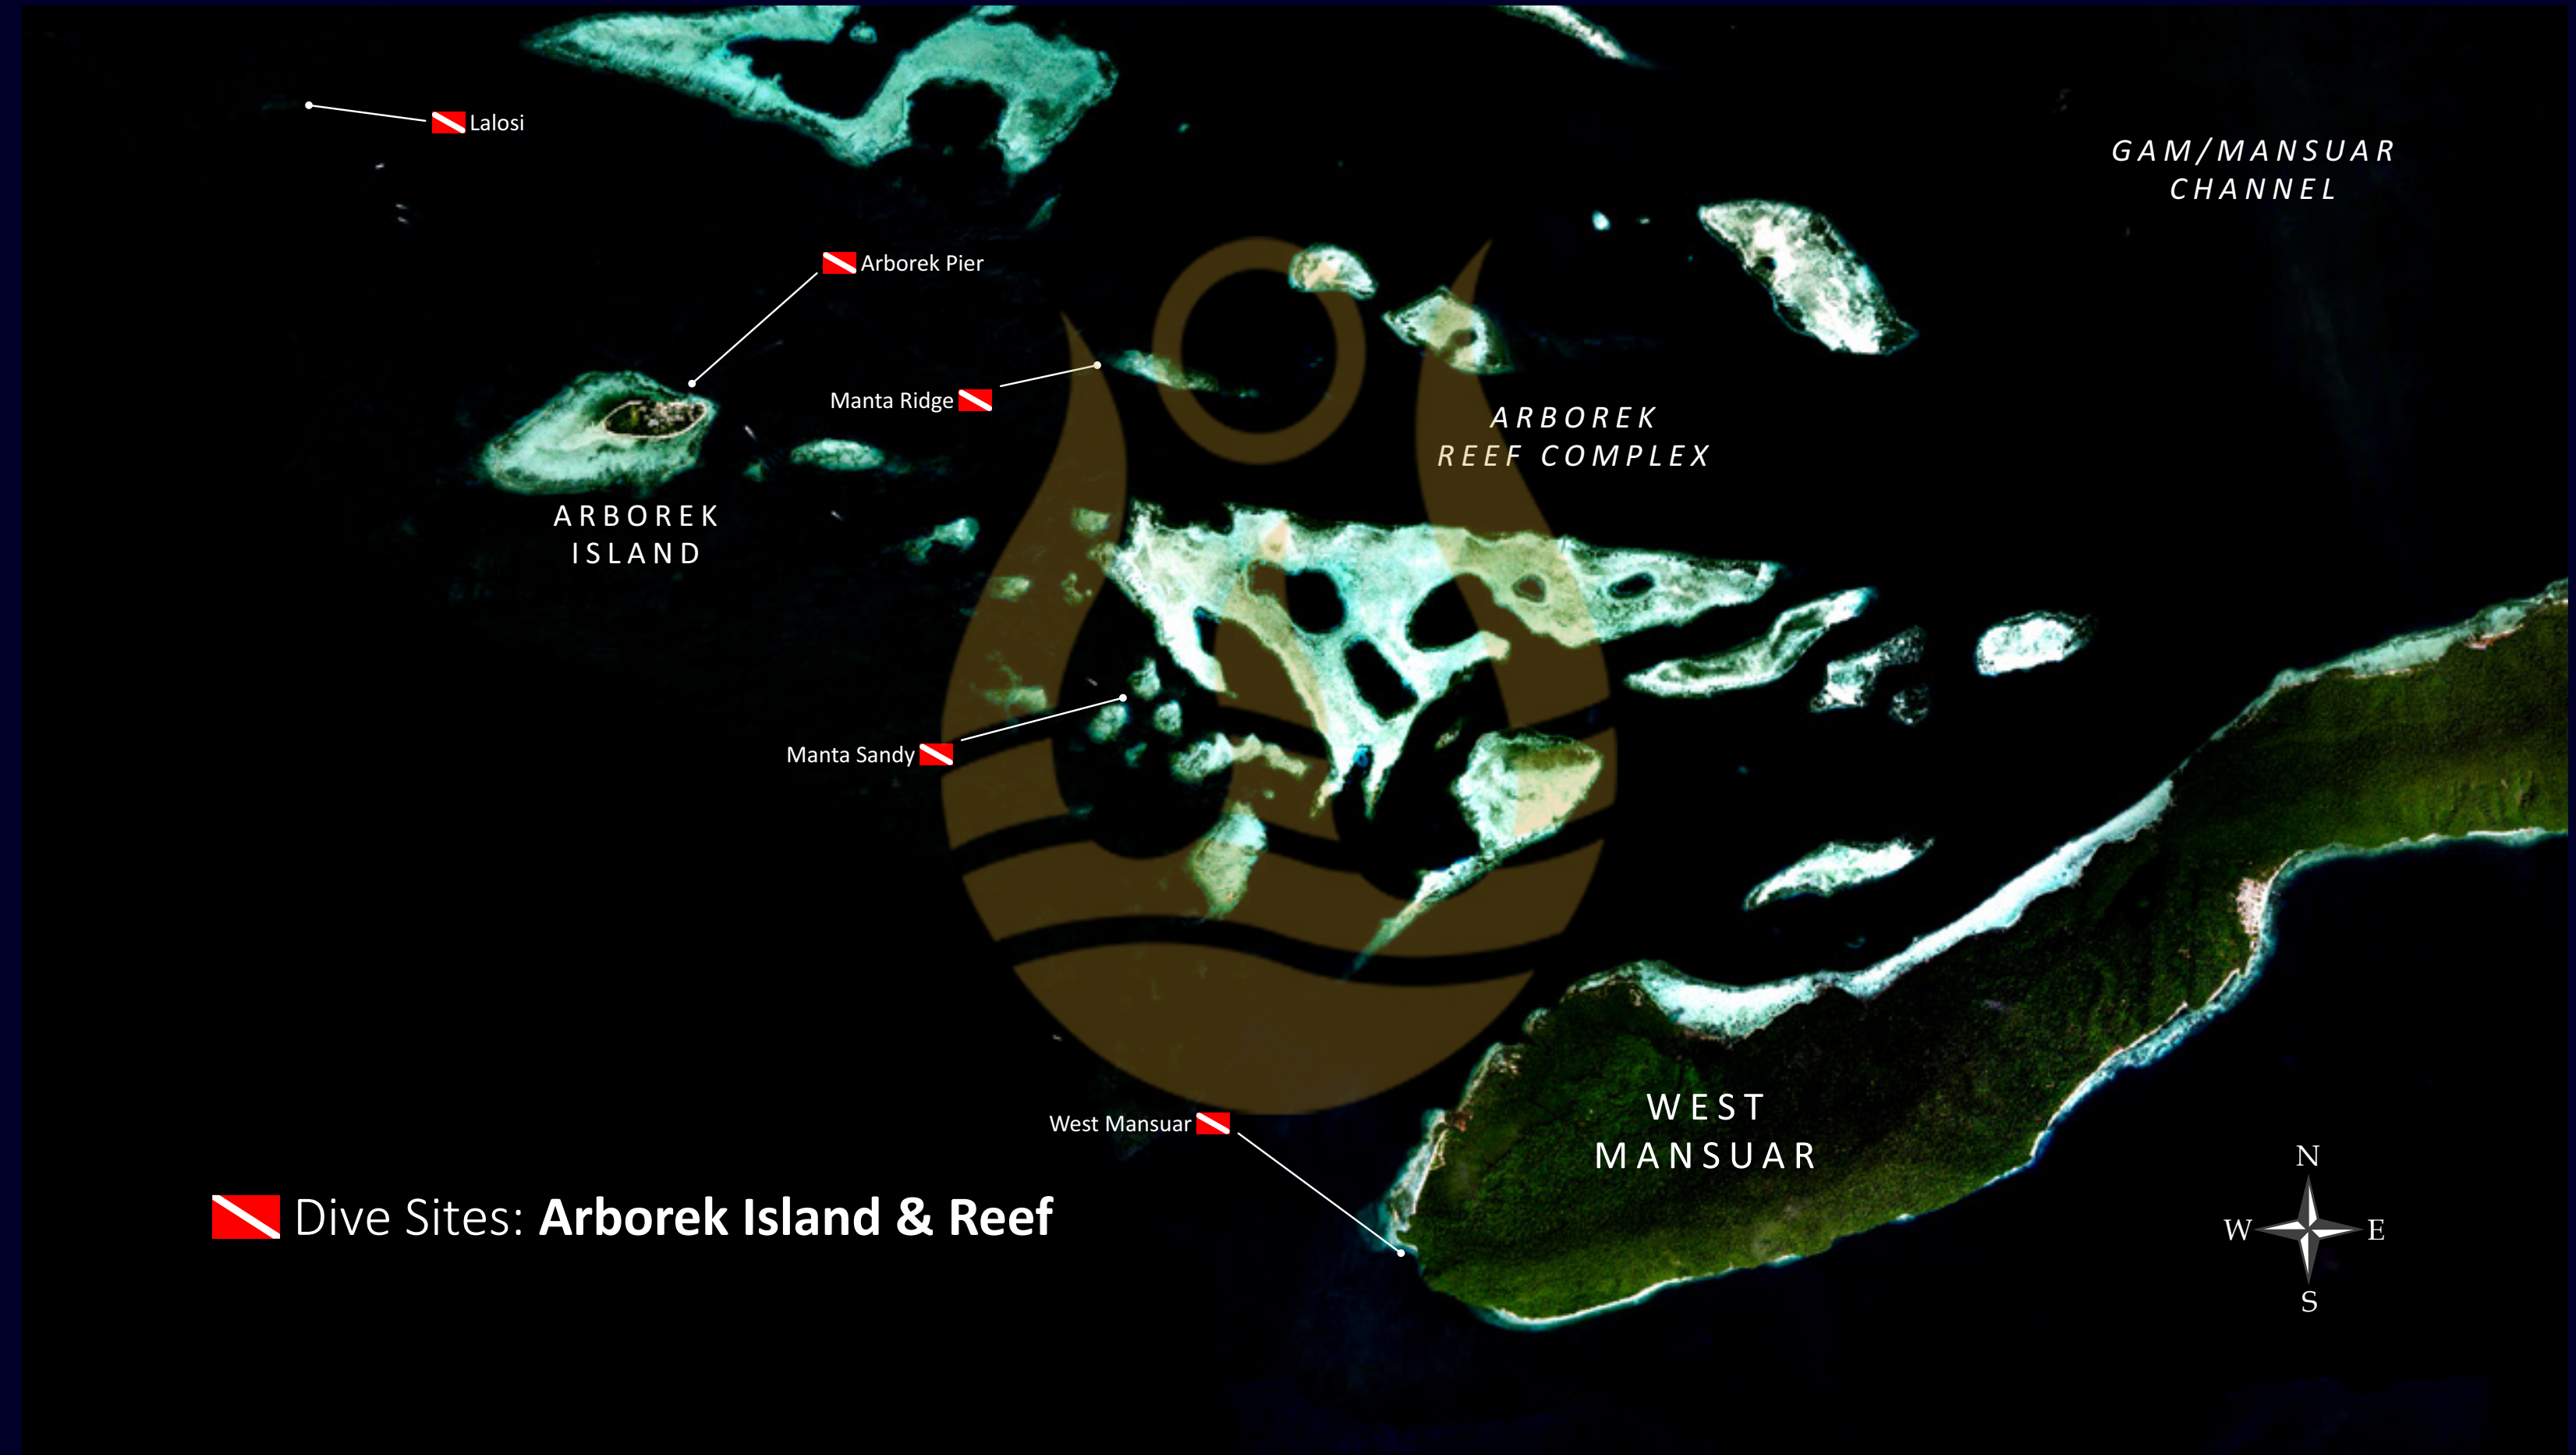 Lalosi
GAM/MANSUAR
CHANNEL
Arborek Pier
Manta Ridge
ARBOREK
REEF COMPLEX
ARBOREK
ISLAND
Manta Sandy
West Mansuar
WEST
MANSUAR
Dive Sites: Arborek Island & Reef
N
W E
S